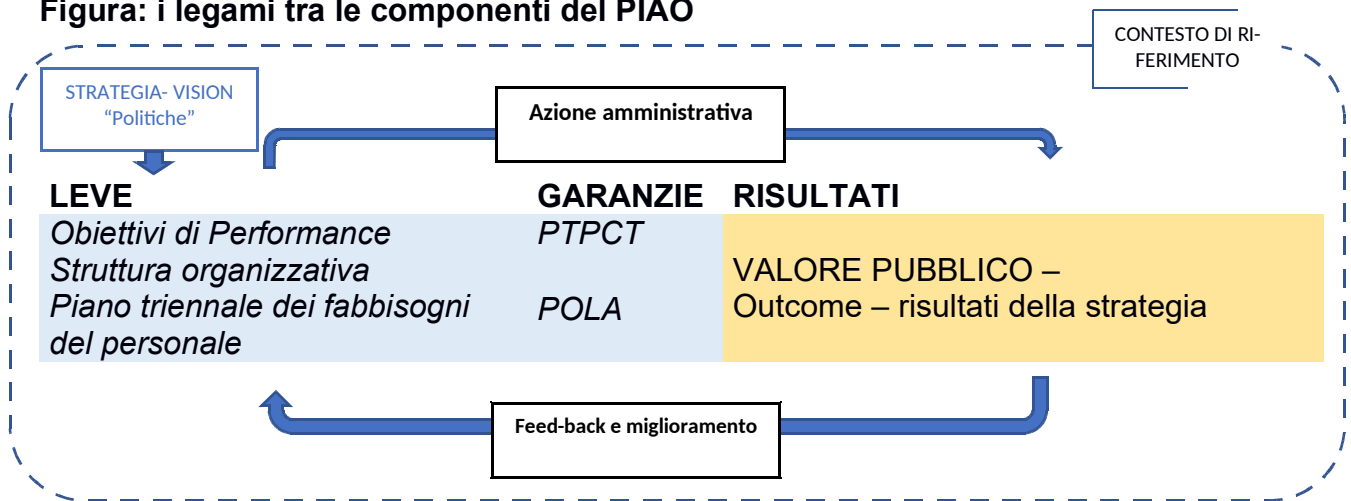 Figura: i legami tra le componenti del PIAO
CONTESTO DI RI-
FERIMENTO
STRATEGIA- VISION
“Politiche”
Azione amministrativa
LEVE GARANZIE RISULTATI
Obiettivi di Performance PTPCT
Struttura organizzativa VALORE PUBBLICO –
Piano triennale dei fabbisogni POLA Outcome – risultati della strategia
del personale
Feed-back e miglioramento